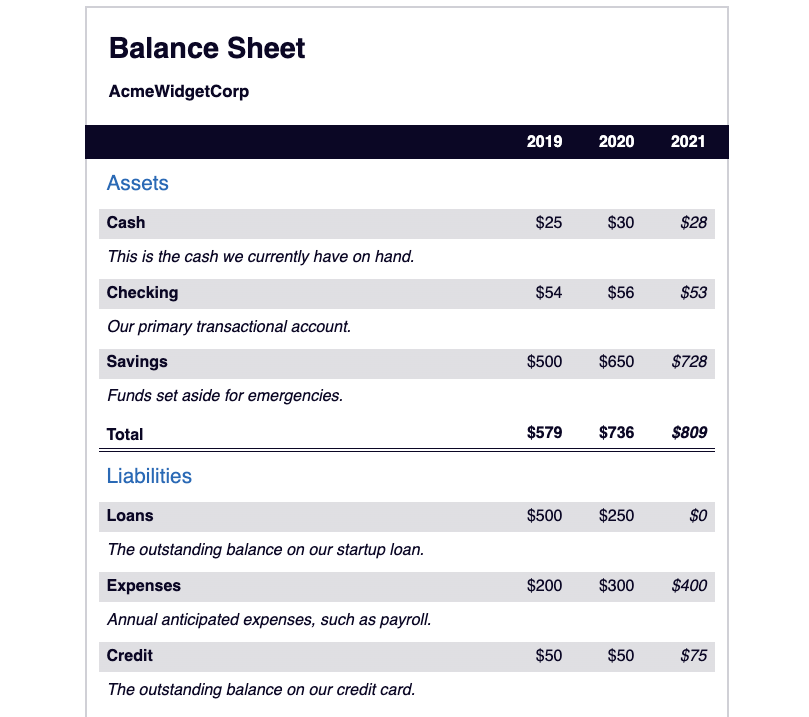 Balance Sheet
AcmeWidgetCorp
2019 2020 2021
Assets
Cash $25 $30 $28
This is the cash we currently have on hand.
Checking $54 $56 $53
Our primary transactional account.
Savings $500 $650 $728
Funds set aside for emergencies.
Total $579 $736 $809
Liabilities
Loans $500 $250 $0
The outstanding balance on our startup loan.
Expenses $200 $300 $400
Annual anticipated expenses, such as payroll.
Credit $50 $50 $75
The outstanding balance on our credit card.